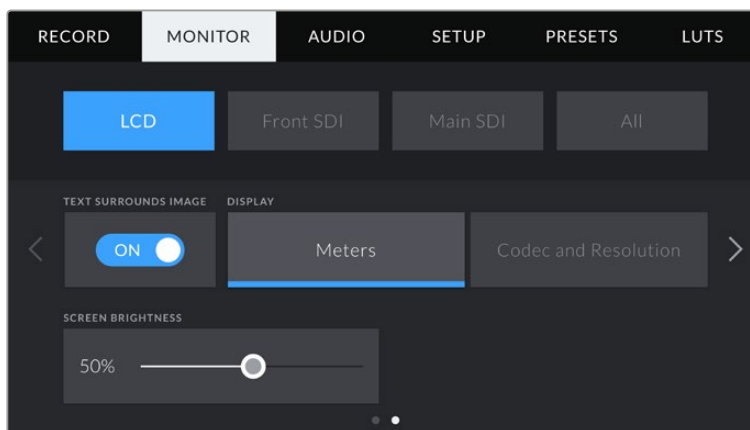 RECORD MONITOR AUDIO SETUP PRESETS LUTS
LCD Front SDI Main SDI All
TEXT SURROUNDS IMAGE DISPLAY
ON Meters Codec and Resolution
SCREEN BRIGHTNESS
50%